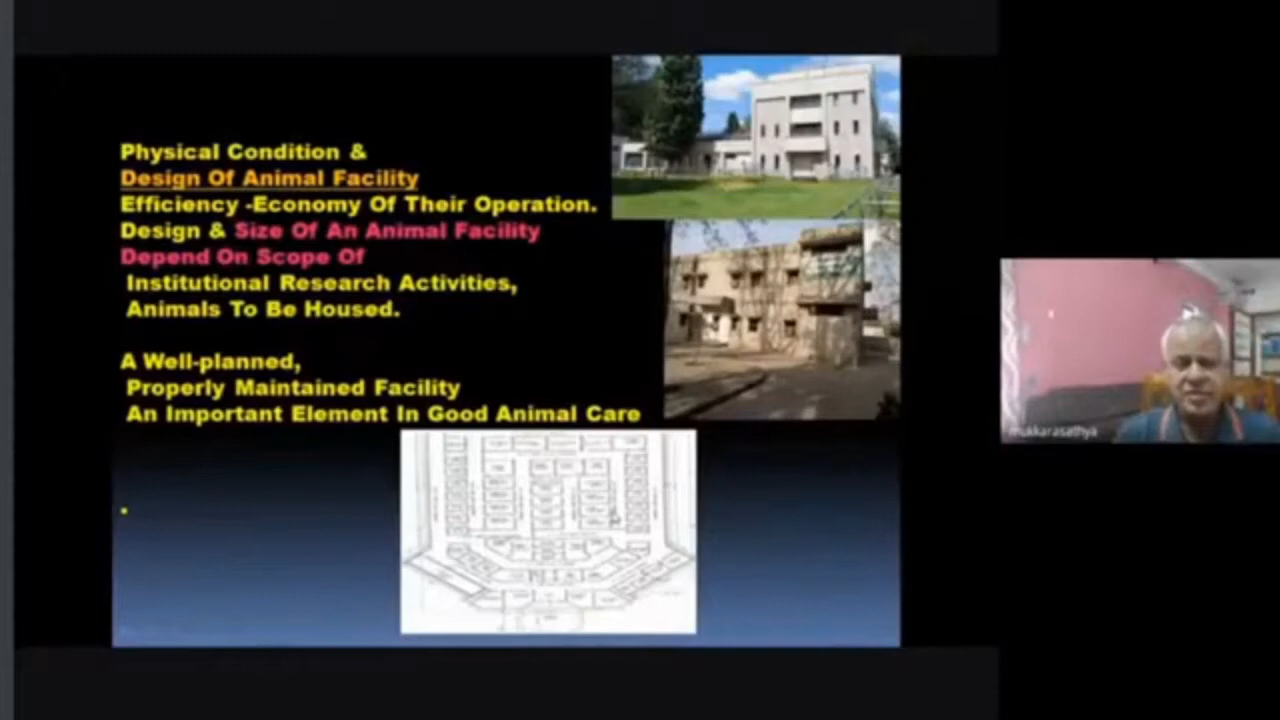 Physical Condition &
Design Of Animal Facility
Efficiency -Economy Of Their Operation.
Design & Size Of An Animal Facility
Depend On Scope Of
Institutional Research Activities,
Animals To Be Housed.
A Well-planned,
Properly Maintained Facility
An Important Element In Good Animal Care
.